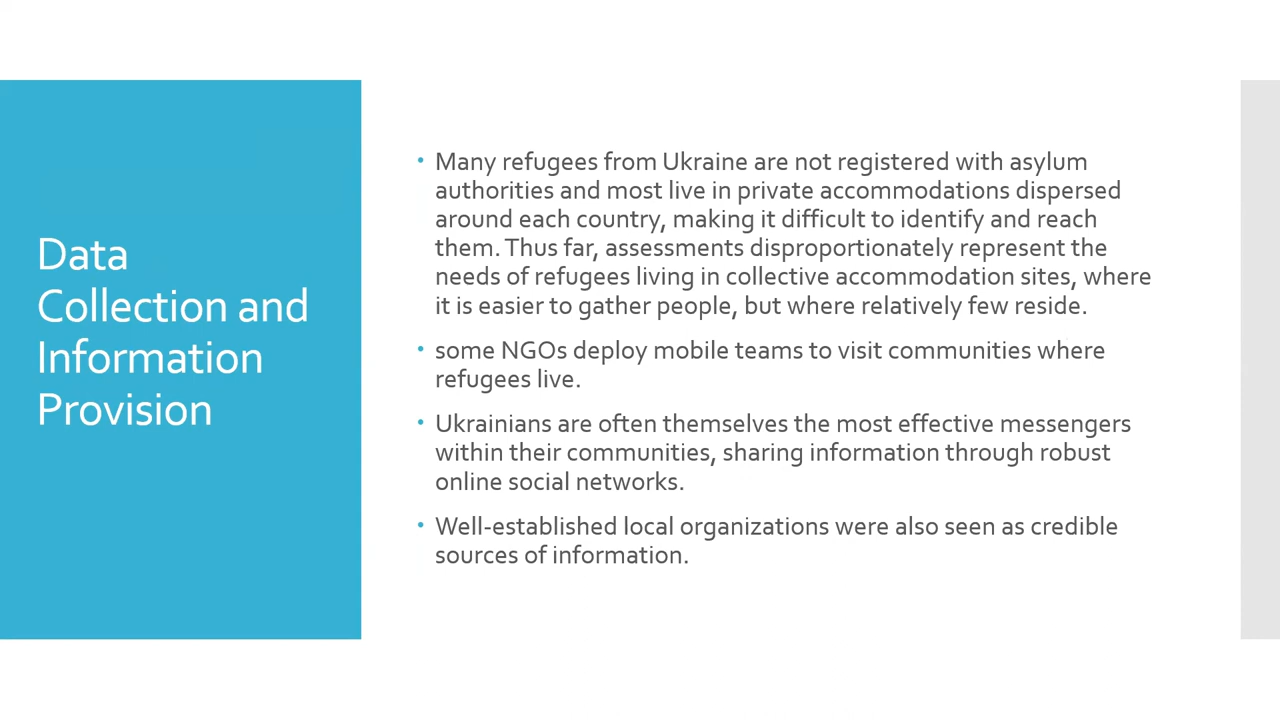 Data
Collection and
Information
Provision
• Many refugees from Ukraine are not registered with asylum
authorities and most live in private accommodations dispersed
around each country, making it difficult to identify and reach
them. Thus far, assessments disproportionately represent the
needs of refugees living in collective accommodation sites, where
it is easier to gather people, but where relatively few reside.
• some NGOs deploy mobile teams to visit communities where
refugees live.
• Ukrainians are often themselves the most effective messengers
within their communities, sharing information through robust
online social networks.
• Well-established local organizations were also seen as credible
sources of information.